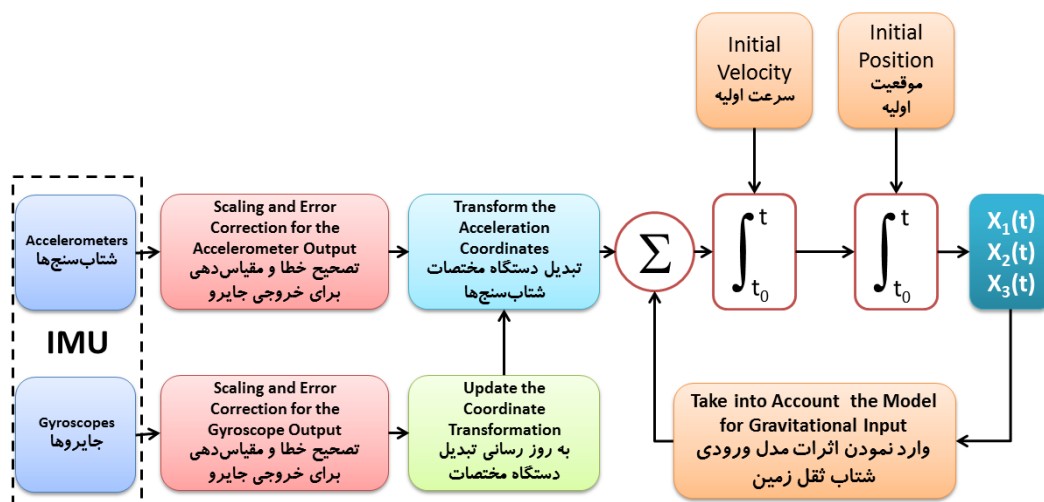 Initial
Velocity
سرعت اولیه
Initial
Position
موقعیت
اولیه
Accelerometers
شتاب‌سنج‌ها
Scaling and Error
Correction for the
Accelerometer Output
تصحیح خطا و مقیاس‌دهی
برای خروجی جایرو
Transform the
Acceleration
Coordinates
تبدیل دستگاه مختصات
شتاب‌سنج‌ها
Σ
∫ t t₀
∫ t t₀
X₁(t)
X₂(t)
X₃(t)
IMU
Gyroscopes
جایروها
Scaling and Error
Correction for the
Gyroscope Output
تصحیح خطا و مقیاس‌دهی
برای خروجی جایرو
Update the
Coordinate
Transformation
به روز رسانی تبدیل
دستگاه مختصات
Take into Account the Model
for Gravitational Input
وارد نمودن اثرات مدل ورودی
شتاب ثقل زمین